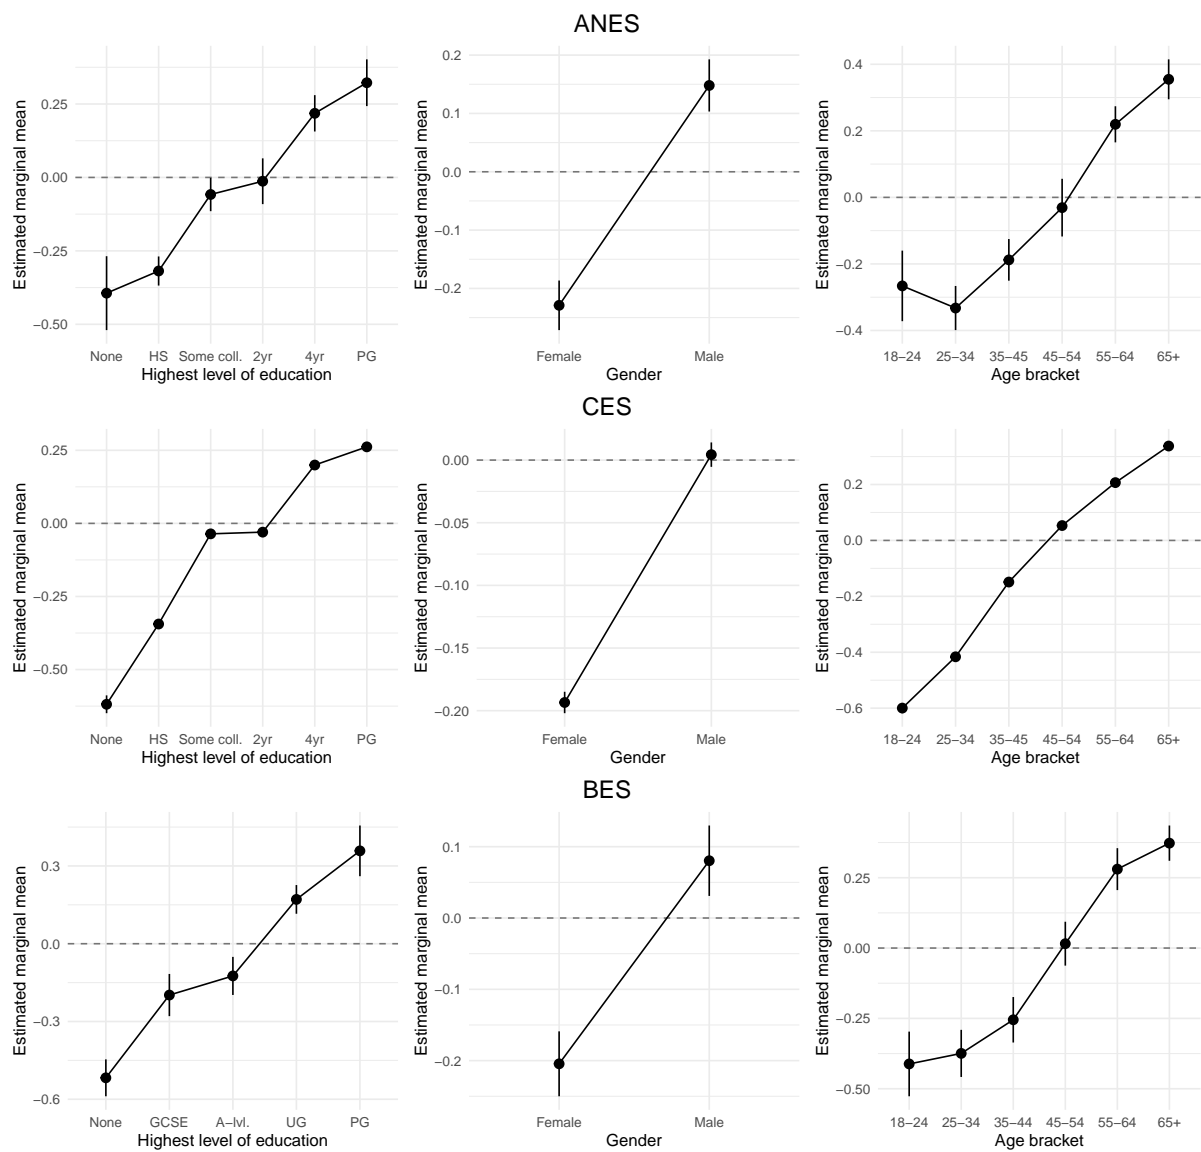 ANES
Estimated marginal mean
0.25
0.00
−0.25
−0.50
None HS Some coll. 2yr 4yr PG
Highest level of education
Estimated marginal mean
0.2
0.1
0.0
−0.1
−0.2
Female Male
Gender
Estimated marginal mean
0.4
0.2
0.0
−0.2
−0.4
18−24 25−34 35−45 45−54 55−64 65+
Age bracket
CES
Estimated marginal mean
0.25
0.00
−0.25
−0.50
None HS Some coll. 2yr 4yr PG
Highest level of education
Estimated marginal mean
0.00
−0.05
−0.10
−0.15
−0.20
Female Male
Gender
Estimated marginal mean
0.2
0.0
−0.2
−0.4
−0.6
18−24 25−34 35−45 45−54 55−64 65+
Age bracket
BES
Estimated marginal mean
0.3
0.0
−0.3
−0.6
None GCSE A−lvl. UG PG
Highest level of education
Estimated marginal mean
0.1
0.0
−0.1
−0.2
Female Male
Gender
Estimated marginal mean
0.25
0.00
−0.25
−0.50
18−24 25−34 35−44 45−54 55−64 65+
Age bracket